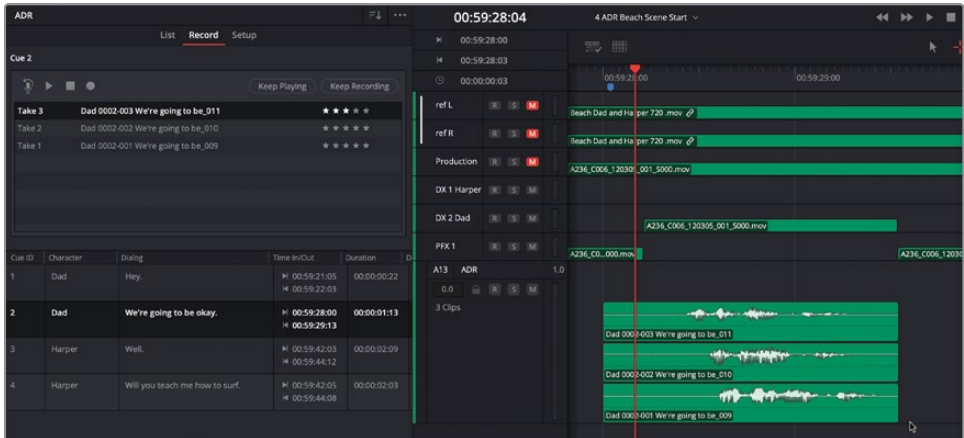 ADR
List Record Setup
Cue 2
Keep Playing Keep Recording
Take 3 Dad 0002-003 We're going to be_011
Take 2 Dad 0002-002 We're going to be_010
Take 1 Dad 0002-001 We're going to be_009
Cue ID Character Dialog Time In/Out Duration D
1 Dad Hey. 00:59:21:05 00:00:00:22
00:59:22:03
2 Dad We're going to be okay. 00:59:28:00 00:00:01:13
00:59:29:13
3 Harper Well. 00:59:42:03 00:00:02:09
00:59:44:12
4 Harper Will you teach me how to surf. 00:59:42:05 00:00:02:03
00:59:44:08
00:59:28:04 4 ADR Beach Scene Start
00:59:28:00
00:59:28:03
00:00:00:03
00:59:28:00 00:59:29:00
ref L R S M
Beach Dad and Harper 720 .mov
ref R R S M
Beach Dad and Harper 720 .mov
Production R S M
A236_C006_120305_001_S000.mov
DX 1 Harper R S M
DX 2 Dad R S M
A236_C006_120305_001_S000.mov
PFX 1 R S M
A236_C0...000.mov A236_C006_12030
A13 ADR 1.0
0.0 R S M
3 Clips
Dad 0002-003 We're going to be_011
Dad 0002-002 We're going to be_010
Dad 0002-001 We're going to be_009